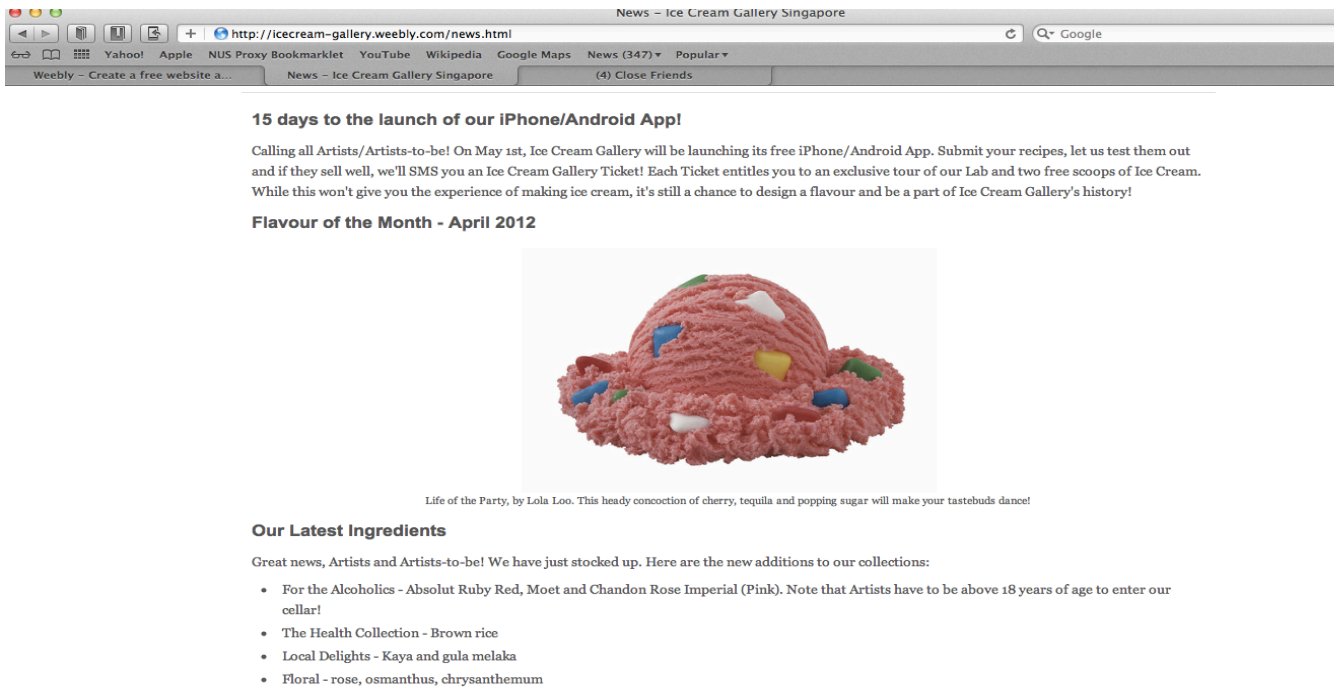 News – Ice Cream Gallery Singapore
http://icecream-gallery.weebly.com/news.html
Google
Yahoo! Apple NUS Proxy Bookmarklet YouTube Wikipedia Google Maps News (347) Popular
Weebly – Create a free website a... News – Ice Cream Gallery Singapore (4) Close Friends
15 days to the launch of our iPhone/Android App!
Calling all Artists/Artists-to-be! On May 1st, Ice Cream Gallery will be launching its free iPhone/Android App. Submit your recipes, let us test them out
and if they sell well, we'll SMS you an Ice Cream Gallery Ticket! Each Ticket entitles you to an exclusive tour of our Lab and two free scoops of Ice Cream.
While this won't give you the experience of making ice cream, it's still a chance to design a flavour and be a part of Ice Cream Gallery's history!
Flavour of the Month - April 2012
Life of the Party, by Lola Loo. This heady concoction of cherry, tequila and popping sugar will make your tastebuds dance!
Our Latest Ingredients
Great news, Artists and Artists-to-be! We have just stocked up. Here are the new additions to our collections:
• For the Alcoholics - Absolut Ruby Red, Moet and Chandon Rose Imperial (Pink). Note that Artists have to be above 18 years of age to enter our
cellar!
• The Health Collection - Brown rice
• Local Delights - Kaya and gula melaka
• Floral - rose, osmanthus, chrysanthemum